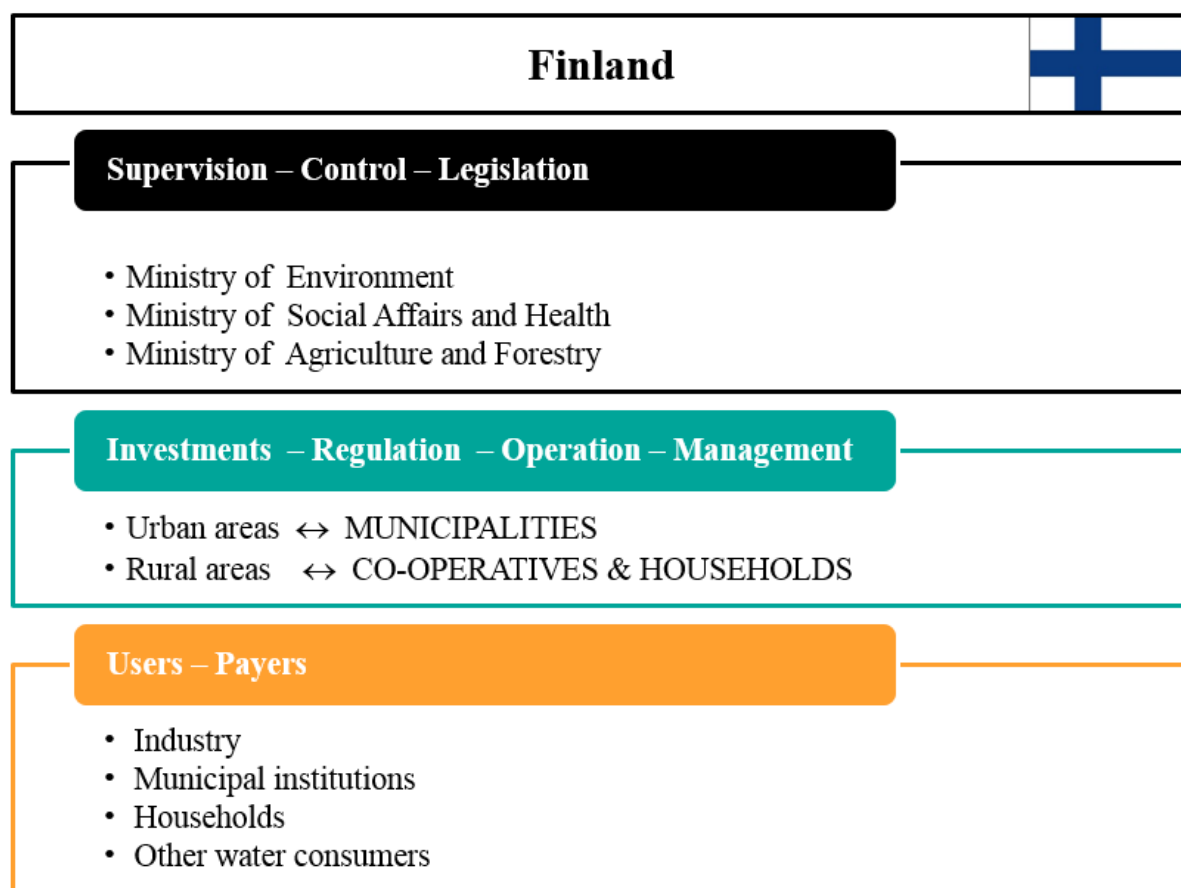 Finland
Supervision – Control – Legislation
• Ministry of Environment
• Ministry of Social Affairs and Health
• Ministry of Agriculture and Forestry
Investments – Regulation – Operation – Management
• Urban areas ↔ MUNICIPALITIES
• Rural areas ↔ CO-OPERATIVES & HOUSEHOLDS
Users – Payers
• Industry
• Municipal institutions
• Households
• Other water consumers